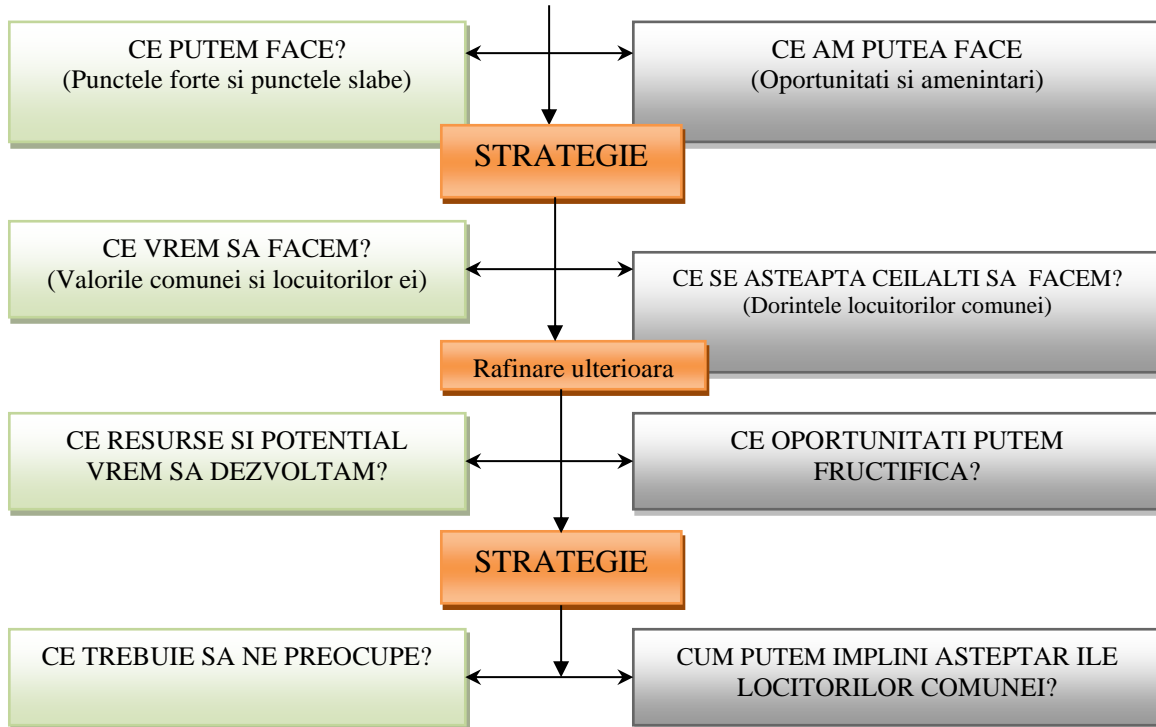 CE PUTEM FACE?
(Punctele forte si punctele slabe)
CE AM PUTEA FACE
(Oportunitati si amenintari)
STRATEGIE
CE VREM SA FACEM?
(Valorile comunei si locuitorilor ei)
CE SE ASTEAPTA CEILALTI SA FACEM?
(Dorintele locuitorilor comunei)
Rafinare ulterioara
CE RESURSE SI POTENTIAL
VREM SA DEZVOLTAM?
CE OPORTUNITATI PUTEM
FRUCTIFICA?
STRATEGIE
CE TREBUIE SA NE PREOCUPE?
CUM PUTEM IMPLINI ASTEPTAR ILE
LOCITORILOR COMUNEI?